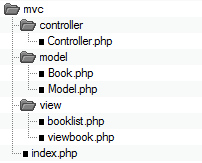 mvc
controller
Controller.php
model
Book.php
Model.php
view
booklist.php
viewbook.php
index.php